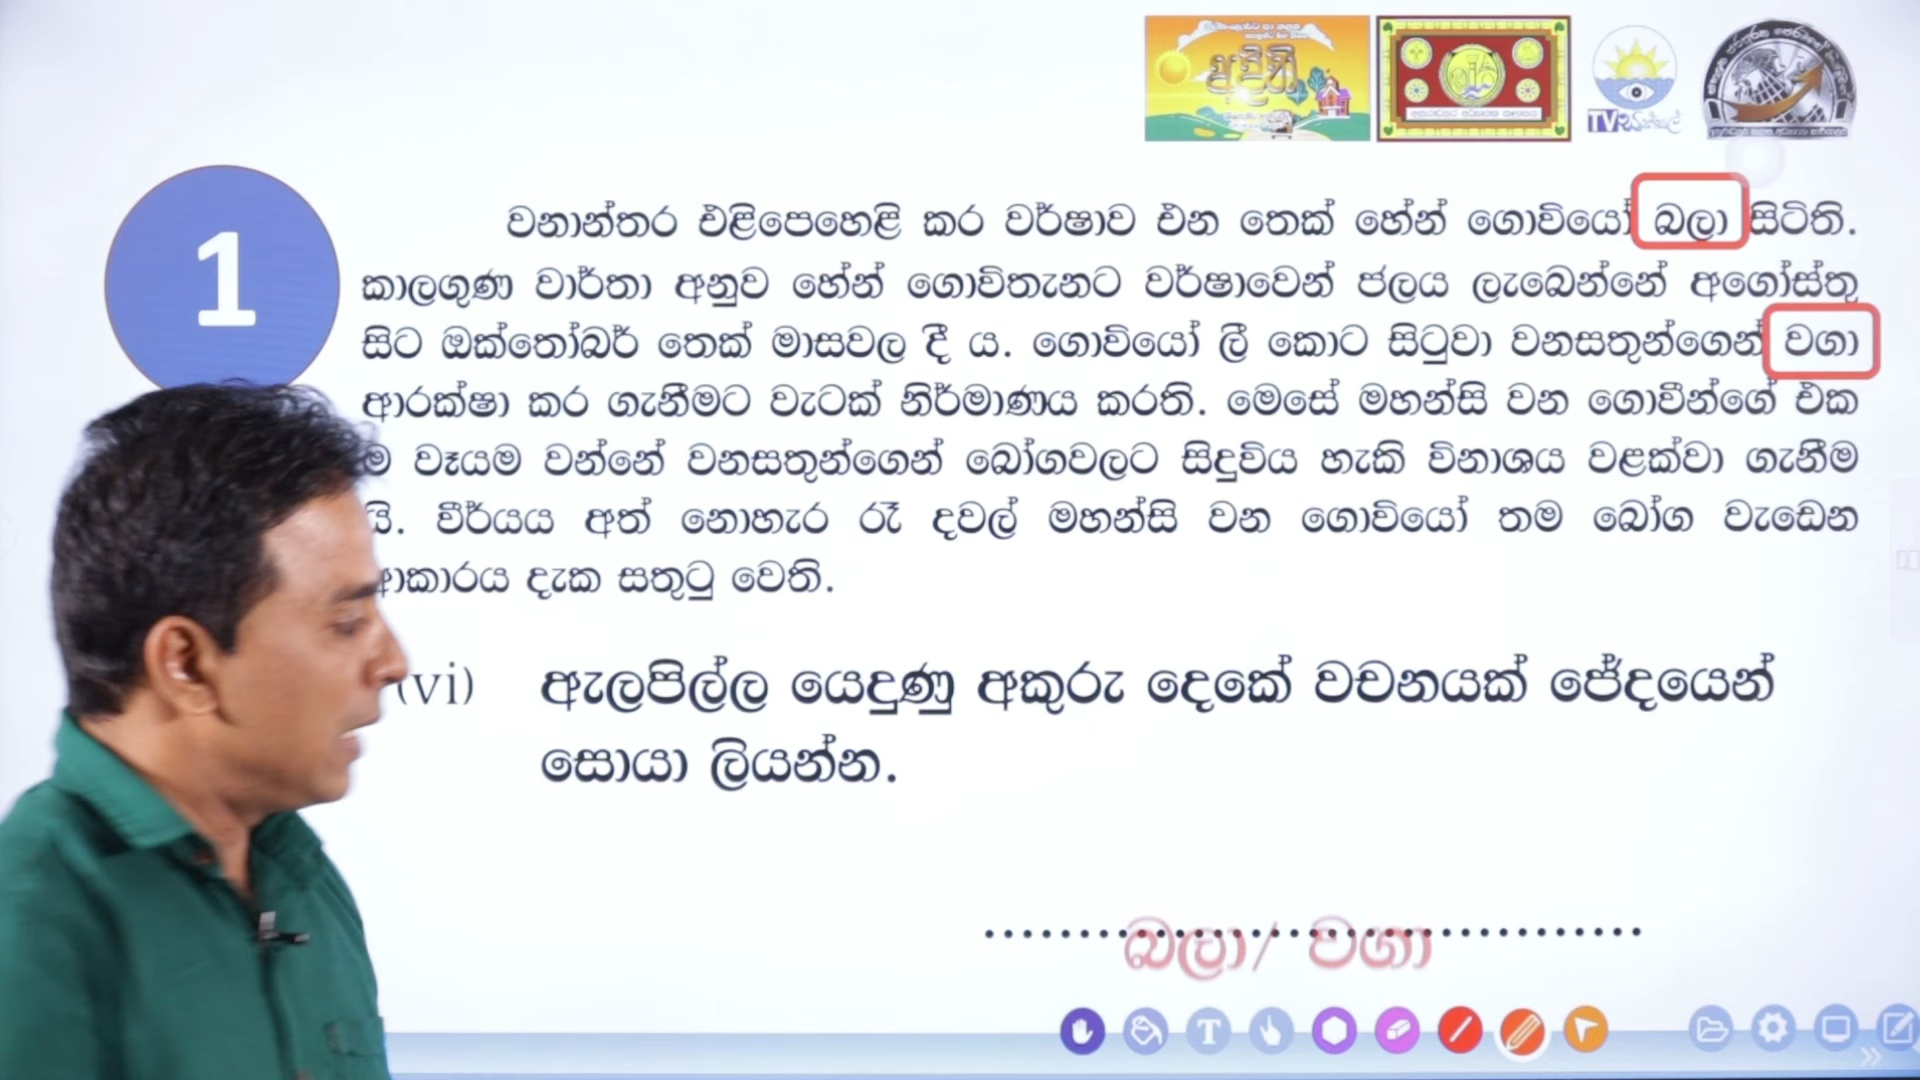 අවිනි
TV
1
වනාන්තර එළිපෙහෙළි කර වර්ෂාව එන තෙක් හේන් ගොවියෝ බලා සිටිති.
කාලගුණ වාර්තා අනුව හේන් ගොවිතැනට වර්ෂාවෙන් ජලය ලැබෙන්නේ අගෝස්තු
සිට ඔක්තෝබර් තෙක් මාසවල දී ය. ගොවියෝ ලී කොට සිටුවා වනසතුන්ගෙන් වගා
ආරක්ෂා කර ගැනීමට වැටක් නිර්මාණය කරති. මෙසේ මහන්සි වන ගොවීන්ගේ එක
ම වෑයම වන්නේ වනසතුන්ගෙන් බෝගවලට සිදුවිය හැකි විනාශය වළක්වා ගැනීම
යි. වීර්යය අත් නොහැර රෑ දවල් මහන්සි වන ගොවියෝ තම බෝග වැඩෙන
ආකාරය දැක සතුටු වෙති.
(vi) ඇලපිල්ල යෙදුණු අකුරු දෙකේ වචනයක් ඡේදයෙන්
සොයා ලියන්න.
බලා/ වගා